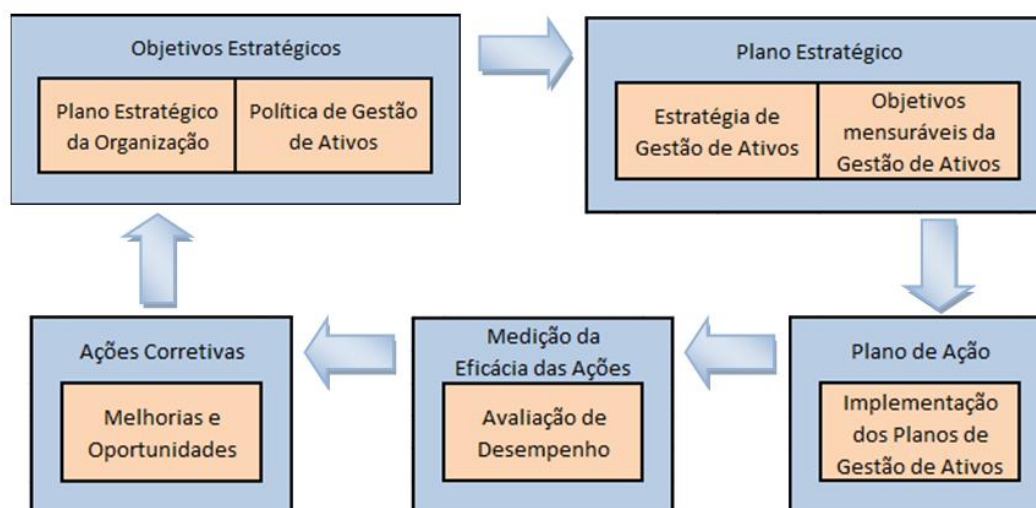 Objetivos Estratégicos
Plano Estratégico
da Organização
Política de Gestão
de Ativos
Plano Estratégico
Estratégia de
Gestão de Ativos
Objetivos
mensuráveis da
Gestão de Ativos
Ações Corretivas
Melhorias e
Oportunidades
Medição da
Eficácia das Ações
Avaliação de
Desempenho
Plano de Ação
Implementação
dos Planos de
Gestão de Ativos